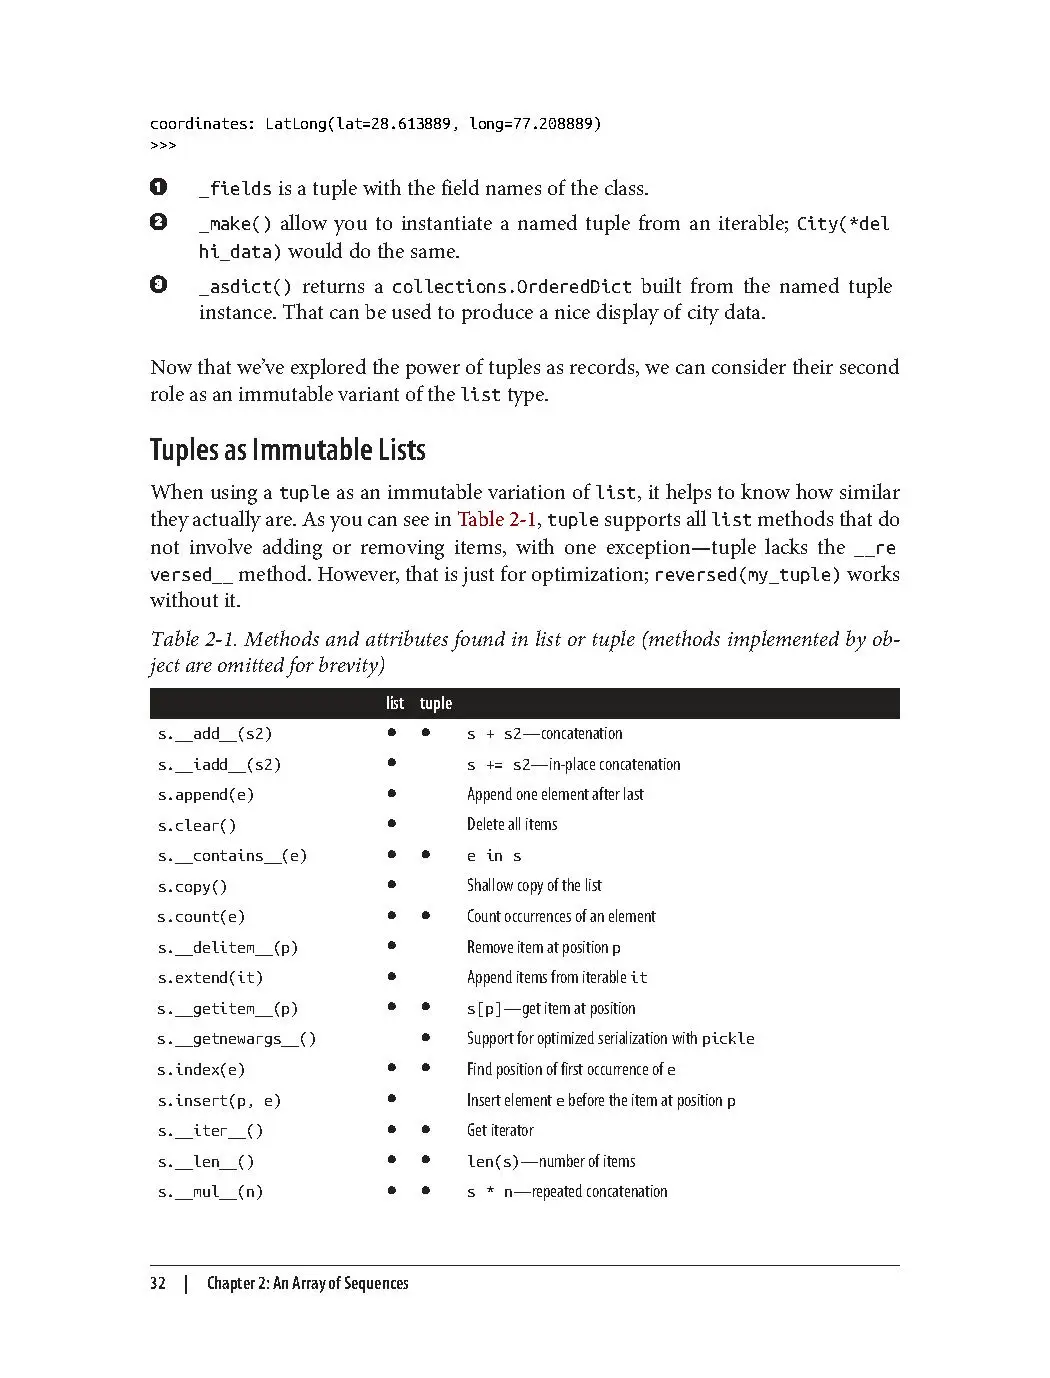 coordinates: LatLong(lat=28.613889, long=77.208889)
>>>
❶ _fields is a tuple with the field names of the class.
❷ _make() allow you to instantiate a named tuple from an iterable; City(*del
hi_data) would do the same.
❸ _asdict() returns a collections.OrderedDict built from the named tuple
instance. That can be used to produce a nice display of city data.
Now that we’ve explored the power of tuples as records, we can consider their second
role as an immutable variant of the list type.
Tuples as Immutable Lists
When using a tuple as an immutable variation of list, it helps to know how similar
they actually are. As you can see in Table 2-1, tuple supports all list methods that do
not involve adding or removing items, with one exception—tuple lacks the __re
versed__ method. However, that is just for optimization; reversed(my_tuple) works
without it.
Table 2-1. Methods and attributes found in list or tuple (methods implemented by ob-
ject are omitted for brevity)
list tuple
s.__add__(s2) ● ● s + s2—concatenation
s.__iadd__(s2) ● s += s2—in-place concatenation
s.append(e) ● Append one element after last
s.clear() ● Delete all items
s.__contains__(e) ● ● e in s
s.copy() ● Shallow copy of the list
s.count(e) ● ● Count occurrences of an element
s.__delitem__(p) ● Remove item at position p
s.extend(it) ● Append items from iterable it
s.__getitem__(p) ● ● s[p]—get item at position
s.__getnewargs__() ● Support for optimized serialization with pickle
s.index(e) ● ● Find position of first occurrence of e
s.insert(p, e) ● Insert element e before the item at position p
s.__iter__() ● ● Get iterator
s.__len__() ● ● len(s)—number of items
s.__mul__(n) ● ● s * n—repeated concatenation
32 | Chapter 2: An Array of Sequences